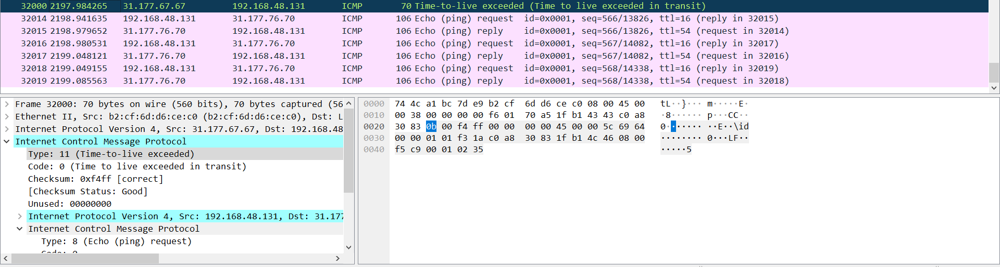 32000 2197.984265 31.177.67.67 192.168.48.131 ICMP 70 Time-to-live exceeded (Time to live exceeded in transit)
32014 2198.941635 192.168.48.131 31.177.76.70 ICMP 106 Echo (ping) request id=0x0001, seq=566/13826, ttl=16 (reply in 32015)
32015 2198.979652 31.177.76.70 192.168.48.131 ICMP 106 Echo (ping) reply id=0x0001, seq=566/13826, ttl=54 (request in 32014)
32016 2198.980531 192.168.48.131 31.177.76.70 ICMP 106 Echo (ping) request id=0x0001, seq=567/14082, ttl=16 (reply in 32017)
32017 2199.048121 31.177.76.70 192.168.48.131 ICMP 106 Echo (ping) reply id=0x0001, seq=567/14082, ttl=54 (request in 32016)
32018 2199.049155 192.168.48.131 31.177.76.70 ICMP 106 Echo (ping) request id=0x0001, seq=568/14338, ttl=16 (reply in 32019)
32019 2199.085563 31.177.76.70 192.168.48.131 ICMP 106 Echo (ping) reply id=0x0001, seq=568/14338, ttl=54 (request in 32018)
Frame 32000: 70 bytes on wire (560 bits), 70 bytes captured (56
Ethernet II, Src: b2:cf:6d:d6:ce:c0 (b2:cf:6d:d6:ce:c0), Dst: L
Internet Protocol Version 4, Src: 31.177.67.67, Dst: 192.168.48
Internet Control Message Protocol
Type: 11 (Time-to-live exceeded)
Code: 0 (Time to live exceeded in transit)
Checksum: 0xf4ff [correct]
[Checksum Status: Good]
Unused: 00000000
Internet Protocol Version 4, Src: 192.168.48.131, Dst: 31.177
Internet Control Message Protocol
Type: 8 (Echo (ping) request)
0000 74 4c a1 bc 7d e9 b2 cf 6d d6 ce c0 08 00 45 00 tL··}··· m·····E·
0010 00 38 00 00 00 00 f6 01 70 a5 1f b1 43 43 c0 a8 ·8······ p···CC··
0020 30 83 0b 00 f4 ff 00 00 00 00 45 00 00 5c 69 64 0······· ··E··\id
0030 00 00 01 01 f3 1a c0 a8 30 83 1f b1 4c 46 08 00 ········ 0···LF··
0040 f5 c9 00 01 02 35 ·····5